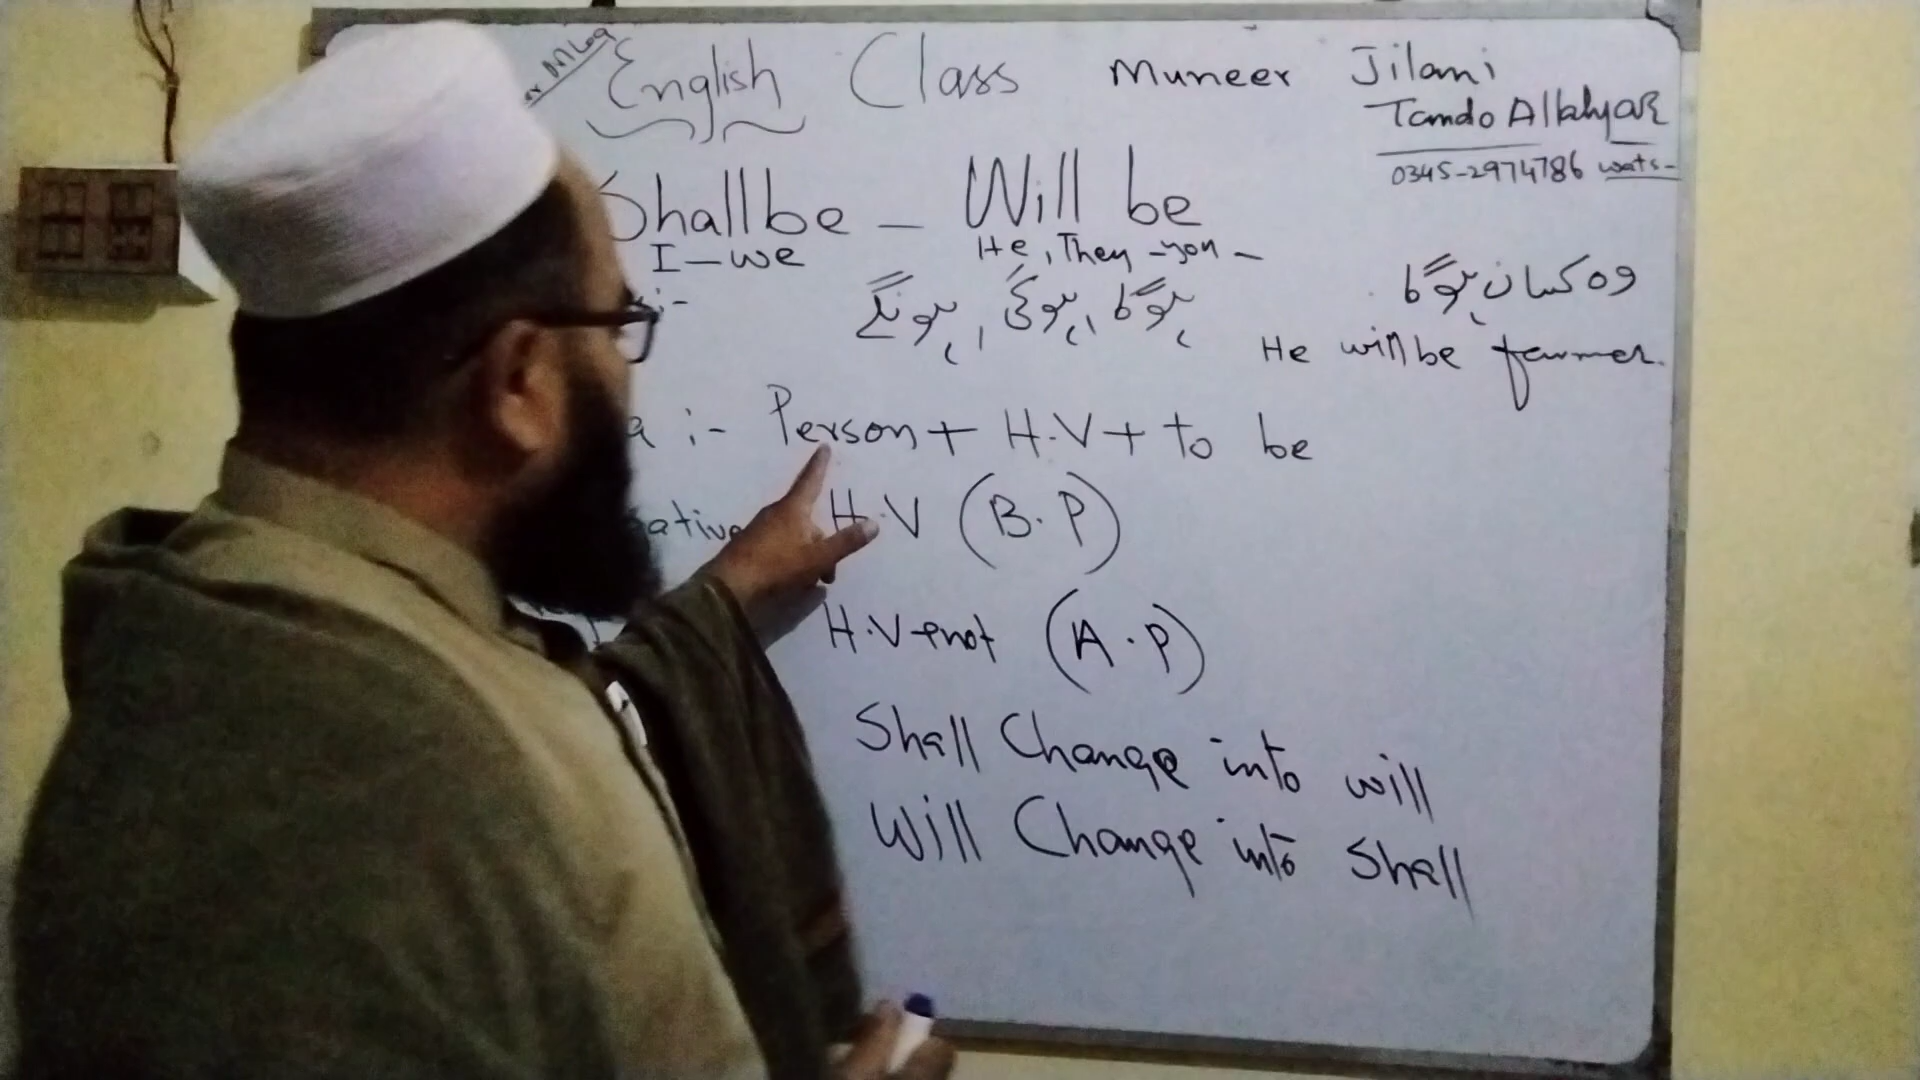 English Class Muneer Jilani
Tando Allahyar
0345-2974786 wats-
Shall be - Will be
I-we He, They-you-
ہوگا، ہوگی، ہونگے
وہ کسان ہوگا
He will be farmer.
:- Person + H.V + to be
H.V (B.P)
H.V+not (A.P)
Shall Change into will
Will Change into Shall